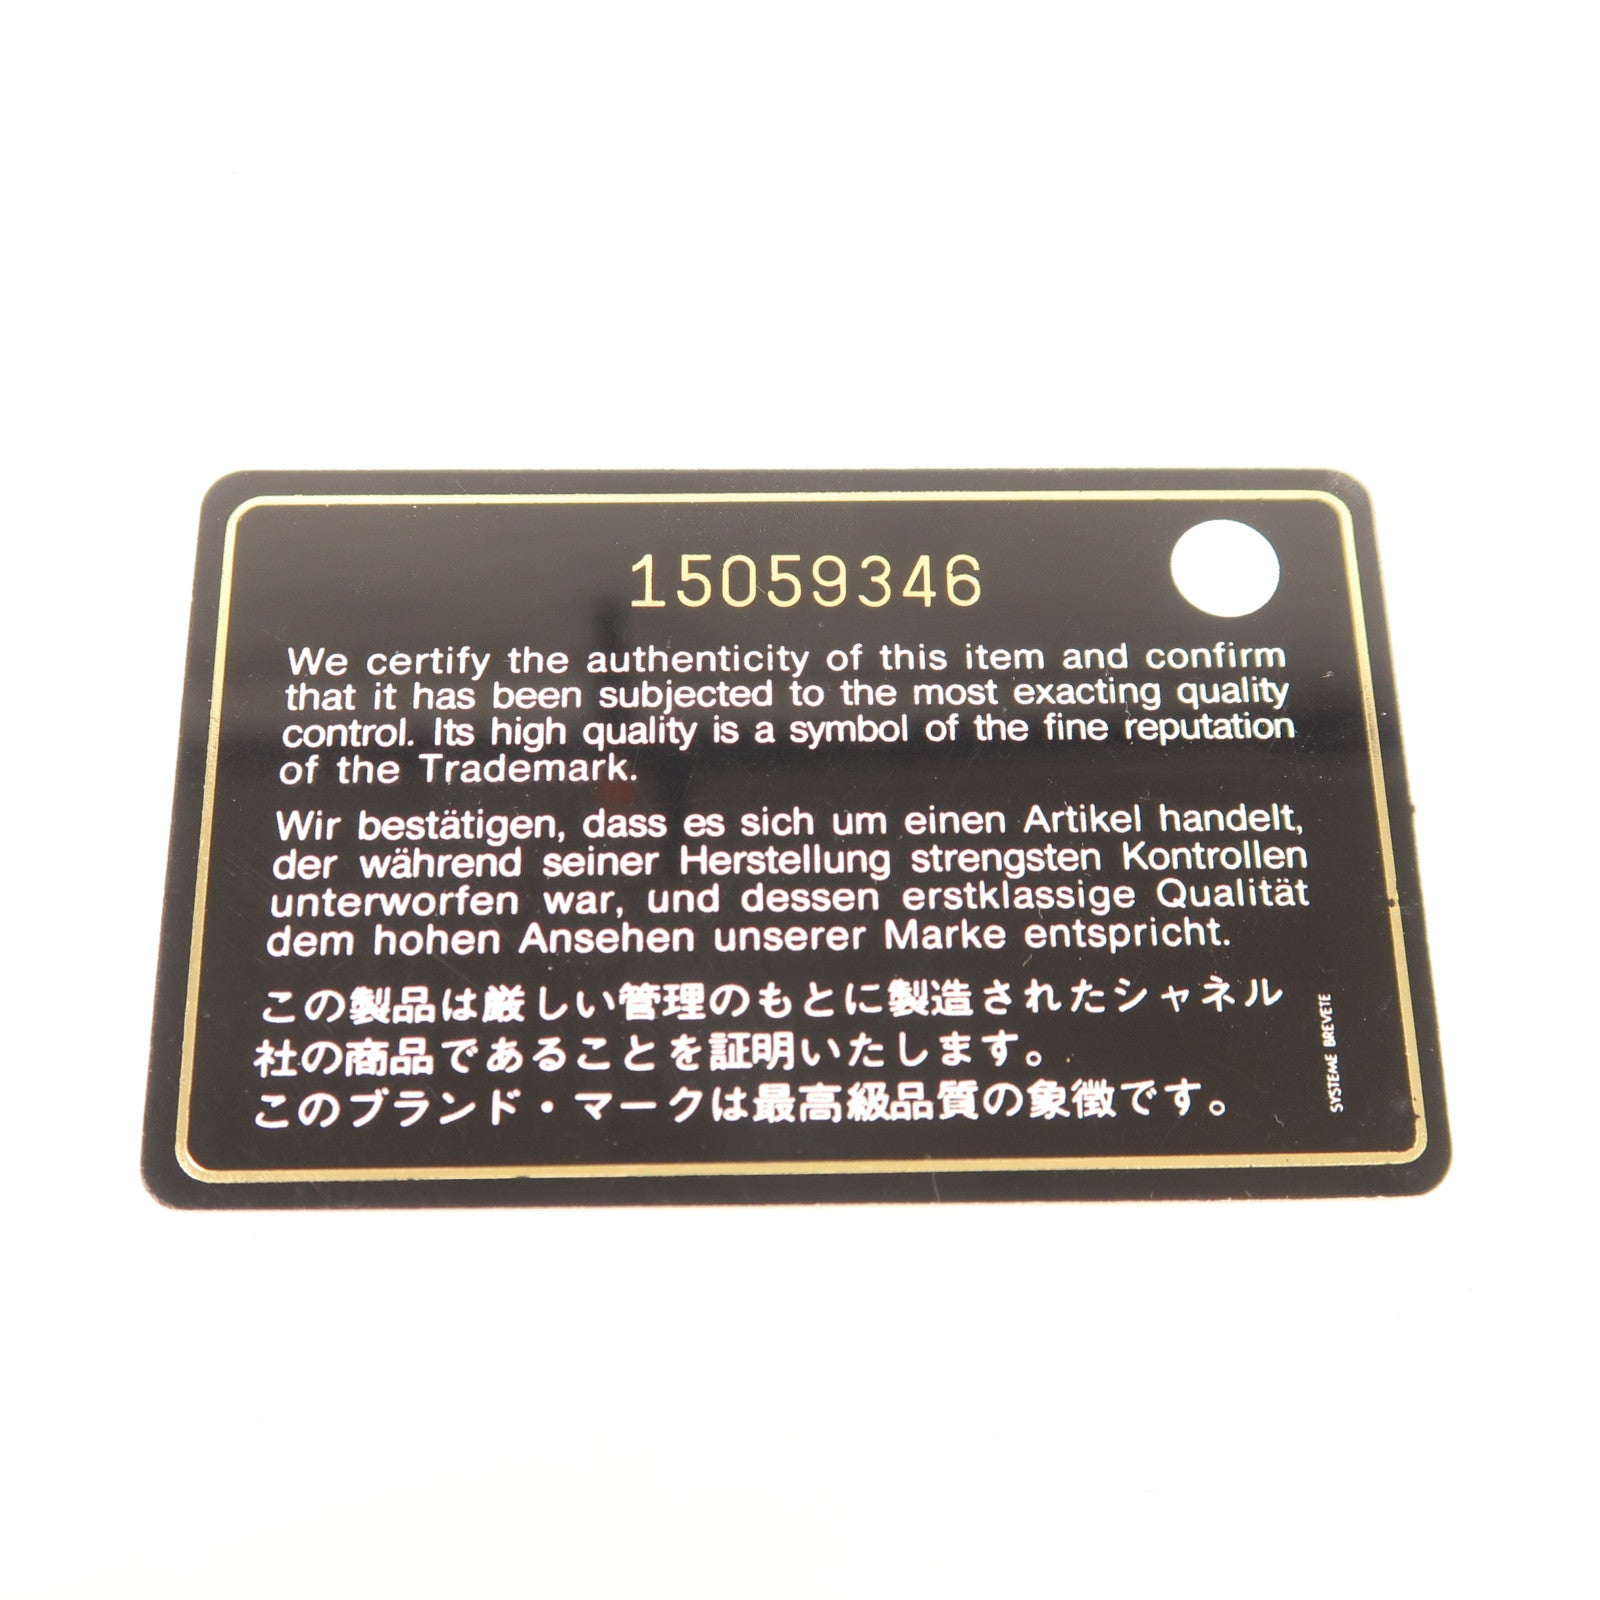 15059346
We certify the authenticity of this item and confirm
that it has been subjected to the most exacting quality
control. Its high quality is a symbol of the fine reputation
of the Trademark.
Wir bestätigen, dass es sich um einen Artikel handelt,
der während seiner Herstellung strengsten Kontrollen
unterworfen war, und dessen erstklassige Qualität
dem hohen Ansehen unserer Marke entspricht.
この製品は厳しい管理のもとに製造されたシャネル
社の商品であることを証明いたします。
このブランド・マークは最高級品質の象徴です。
SYSTEME BREVETE